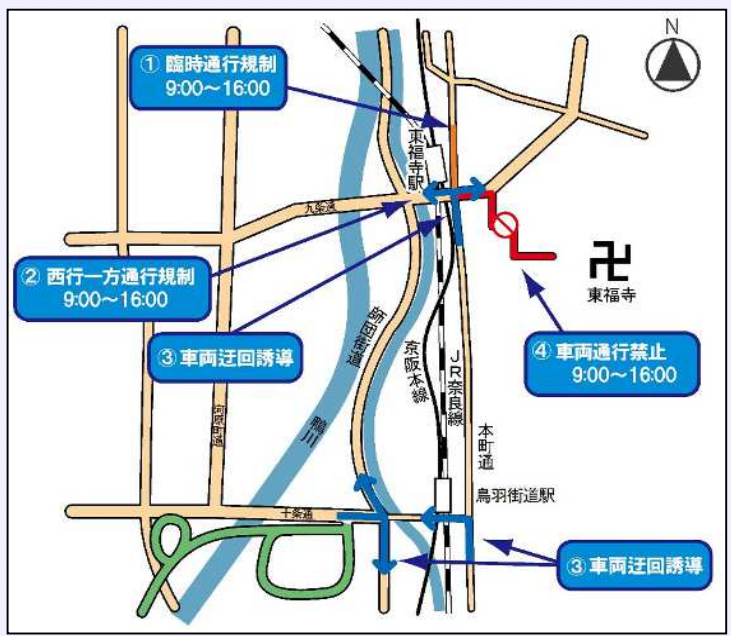 ① 臨時通行規制
9:00～16:00
N
東福寺駅
九条通
② 西行一方通行規制
9:00～16:00
卍
東福寺
③ 車両迂回誘導
④ 車両通行禁止
9:00～16:00
師団街道
京阪本線
JR奈良線
本町通
河原町通
鴨川
鳥羽街道駅
十条通
③ 車両迂回誘導